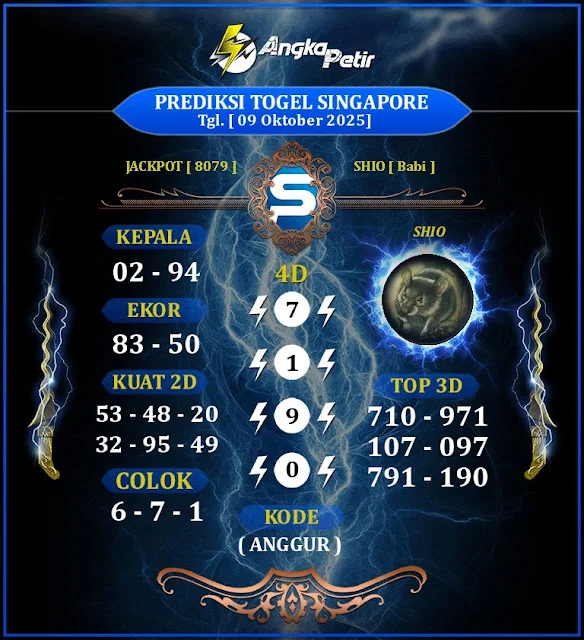 Angka Petir
PREDIKSI TOGEL SINGAPORE
Tgl. [ 09 Oktober 2025]
JACKPOT [ 8079 ]
SHIO [ Babi ]
S
KEPALA
02 - 94
EKOR
83 - 50
KUAT 2D
53 - 48 - 20
32 - 95 - 49
COLOK
6 - 7 - 1
4D
7
1
9
0
KODE
( ANGGUR )
SHIO
TOP 3D
710 - 971
107 - 097
791 - 190